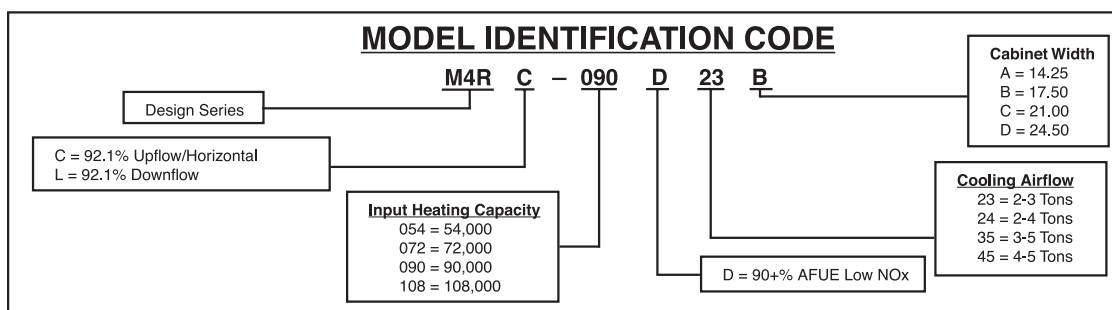 MODEL IDENTIFICATION CODE
M4R C – 090 D 23 B
Design Series
C = 92.1% Upflow/Horizontal
L = 92.1% Downflow
Input Heating Capacity
054 = 54,000
072 = 72,000
090 = 90,000
108 = 108,000
D = 90+% AFUE Low NOx
Cabinet Width
A = 14.25
B = 17.50
C = 21.00
D = 24.50
Cooling Airflow
23 = 2-3 Tons
24 = 2-4 Tons
35 = 3-5 Tons
45 = 4-5 Tons